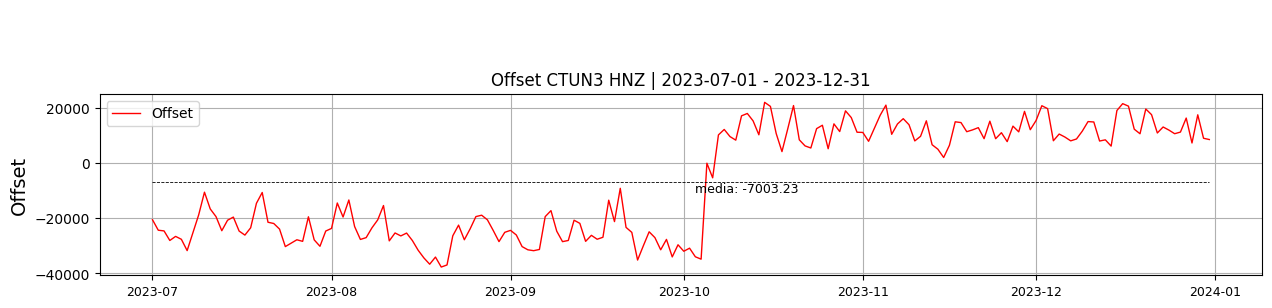 Offset CTUN3 HNZ | 2023-07-01 - 2023-12-31
Offset
Offset
20000
0
−20000
−40000
media: -7003.23
2023-07
2023-08
2023-09
2023-10
2023-11
2023-12
2024-01